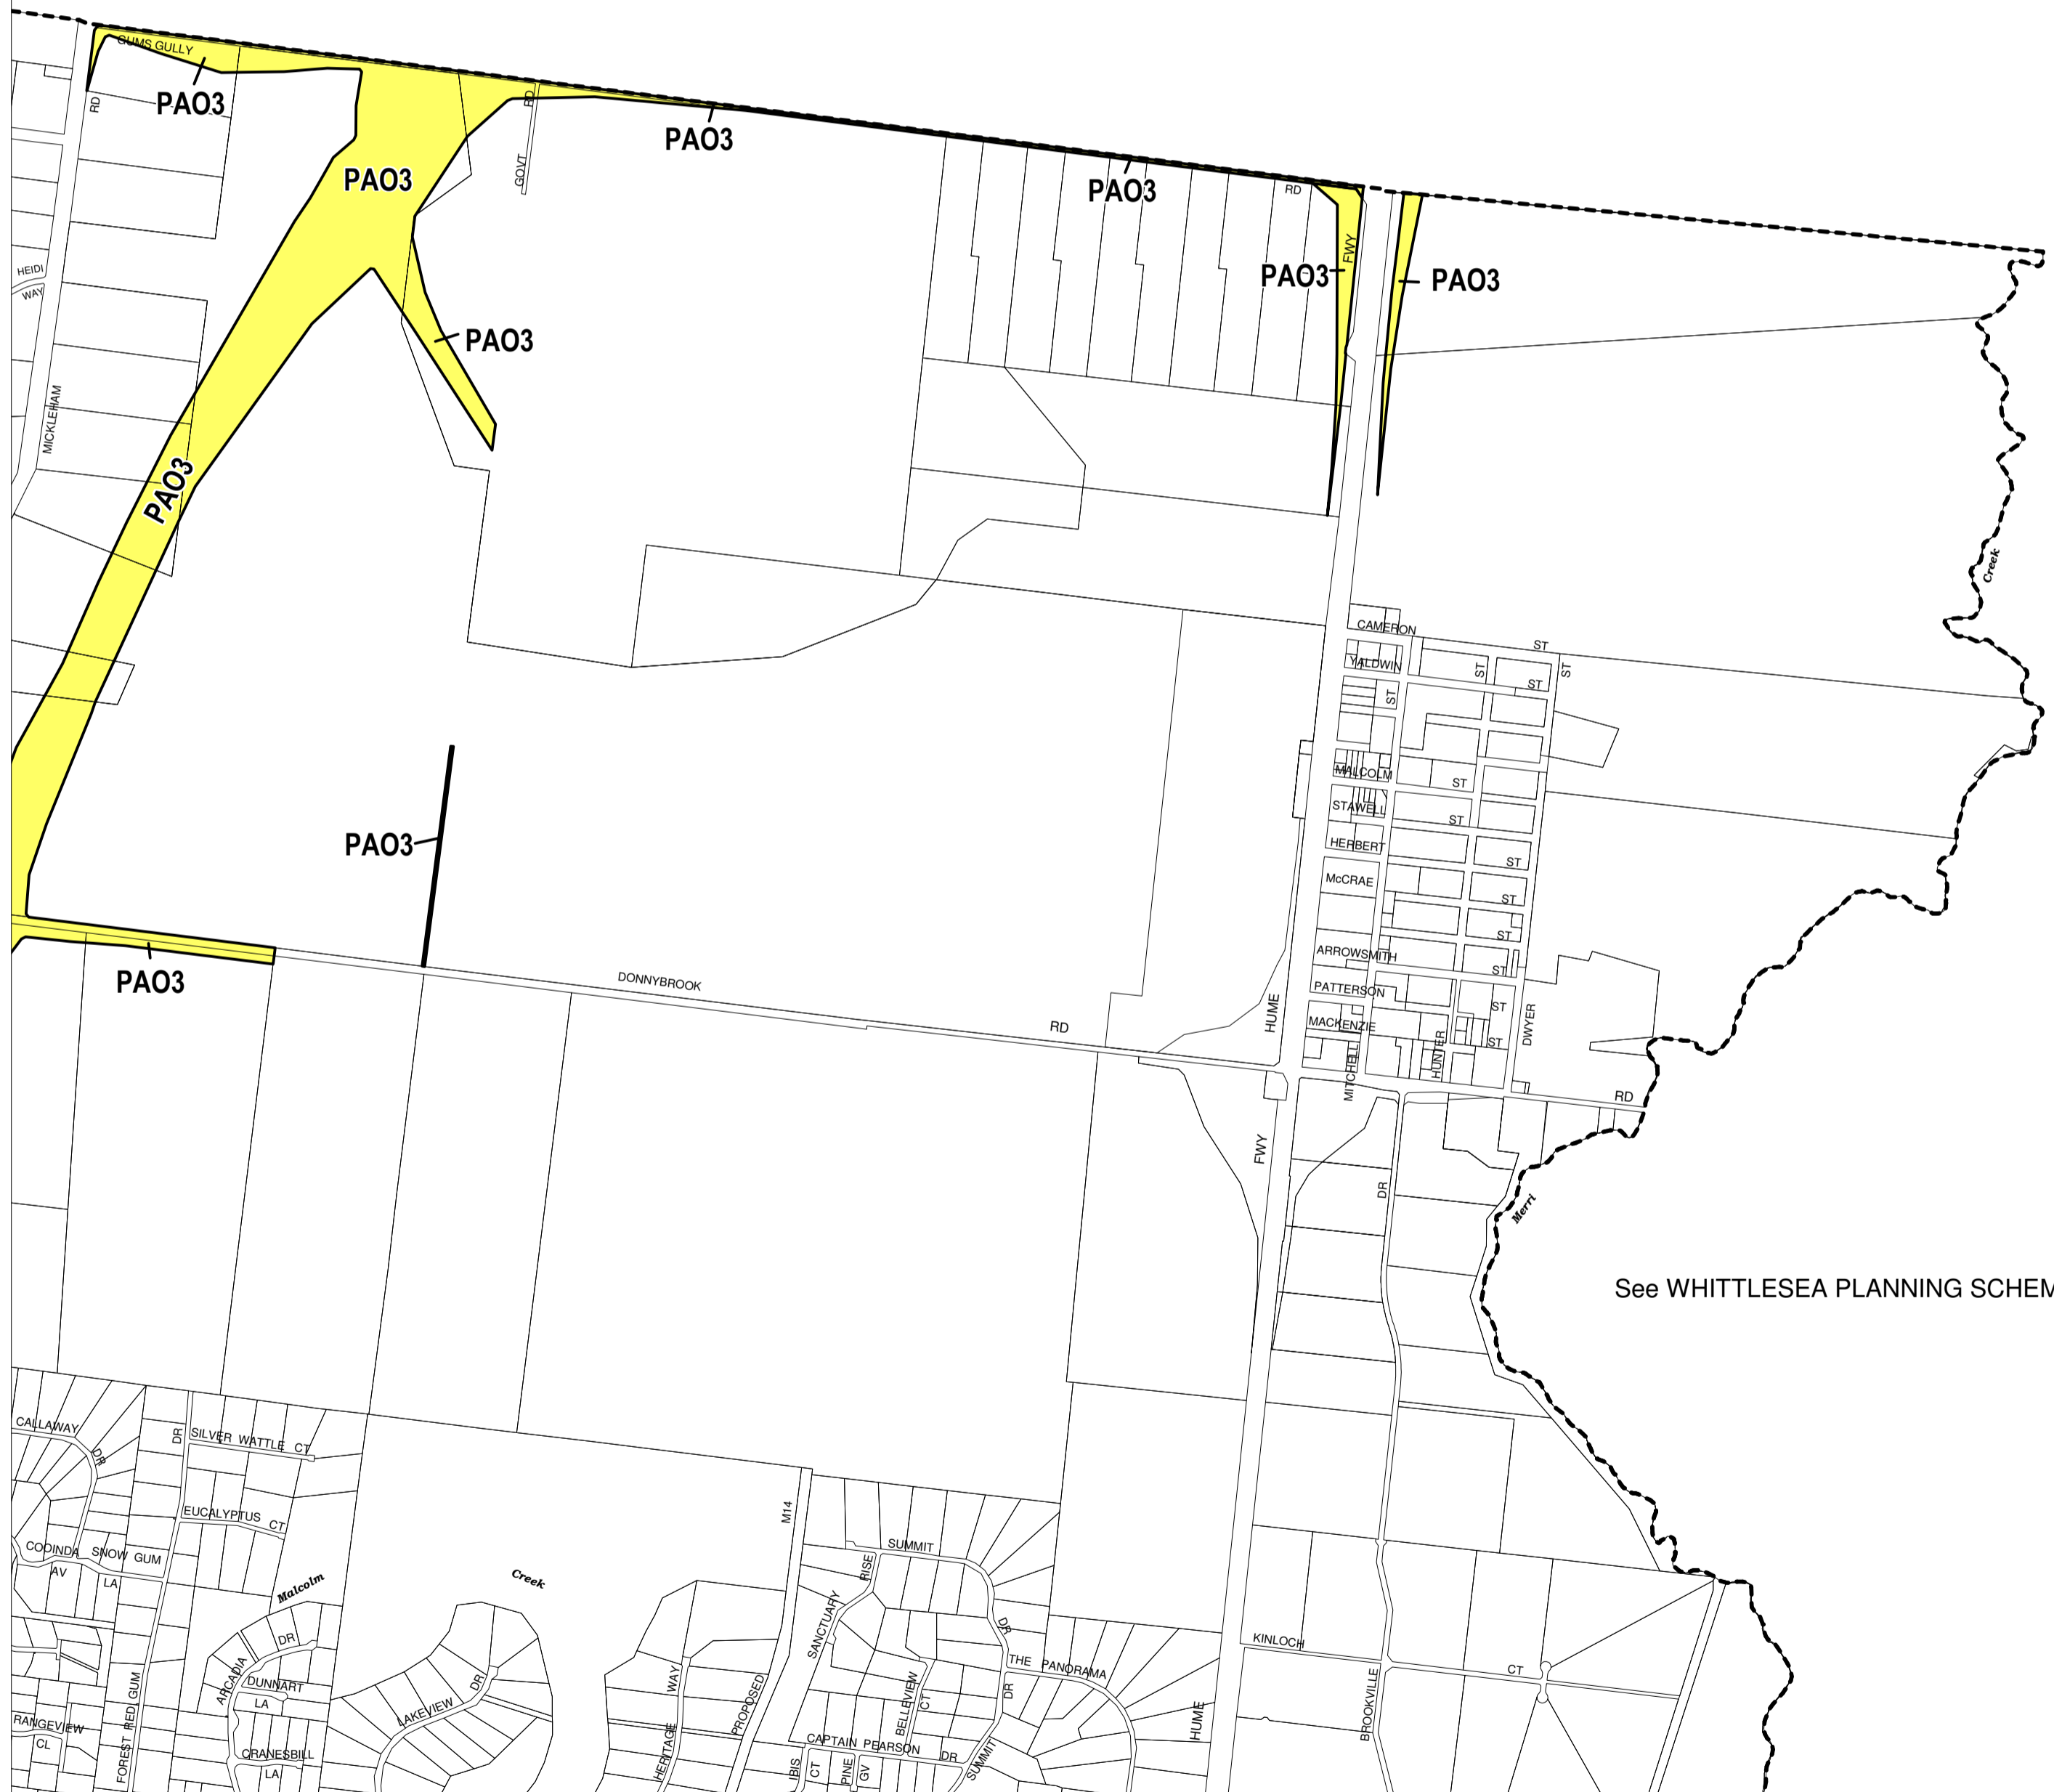 GUMS GULLY
RD
PAO3
RD
GOVT
PAO3
PAO3
PAO3
RD
FWY
PAO3
PAO3
HEIDI
WAY
PAO3
MICKLEHAM
PAO3
Creek
CAMERON
ST
YALDWIN
ST
ST
ST
ST
MALCOLM
ST
STAWELL
ST
PAO3
HERBERT
ST
McCRAE
ST
ST
ARROWSMITH
ST
PAO3
DONNYBROOK
PATTERSON
ST
HUME
RD
MACKENZIE
ST
DWYER
HUNTER
MITCHELL
RD
FWY
DR
Merri
See WHITTLESEA PLANNING SCHEM
CALLAWAY
DR
DR
SILVER WATTLE CT
EUCALYPTUS CT
M14
COOINDA
AV
SNOW GUM
LA
SUMMIT
RISE
Malcolm
Creek
SANCTUARY
DR
DR
ARCADIA
DUNNART
LA
LAKEVIEW
DR
WAY
HERITAGE
PROPOSED
THE PANORAMA
DR
BELLEVIEW
CT
KINLOCH
CT
BROOKVILLE
HUME
FOREST RED GUM
RANGEVIEW
CL
CRANESBILL
LA
CAPTAIN PEARSON DR
SUMMIT
IBIS
CT
PINE
GV